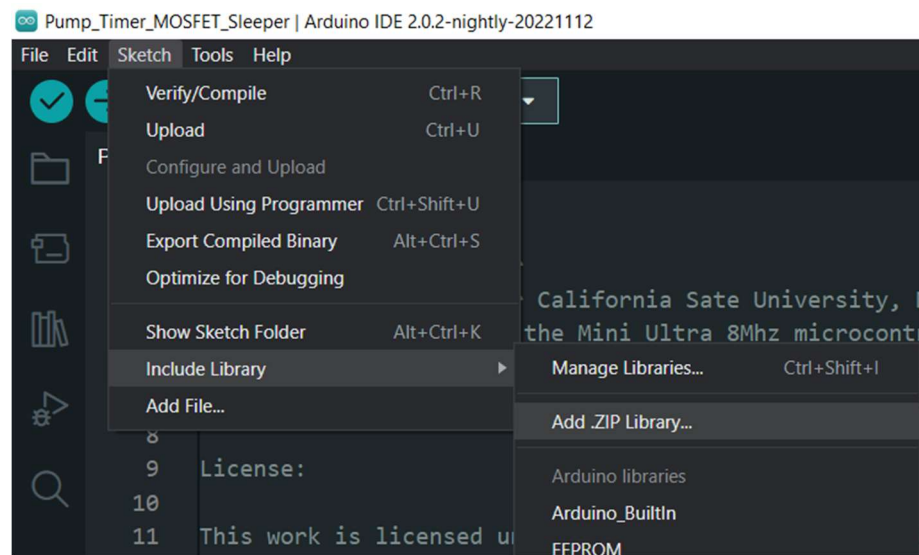 Pump_Timer_MOSFET_Sleeper | Arduino IDE 2.0.2-nightly-20221112
File Edit Sketch Tools Help
Verify/Compile Ctrl+R
Upload Ctrl+U
Configure and Upload
Upload Using Programmer Ctrl+Shift+U
Export Compiled Binary Alt+Ctrl+S
Optimize for Debugging
California Sate University,
Show Sketch Folder Alt+Ctrl+K
the Mini Ultra 8Mhz microcont
Include Library
Manage Libraries... Ctrl+Shift+I
Add File...
Add .ZIP Library...
8
9 License:
Arduino libraries
10
Arduino_BuiltIn
11 This work is licensed
EEPROM